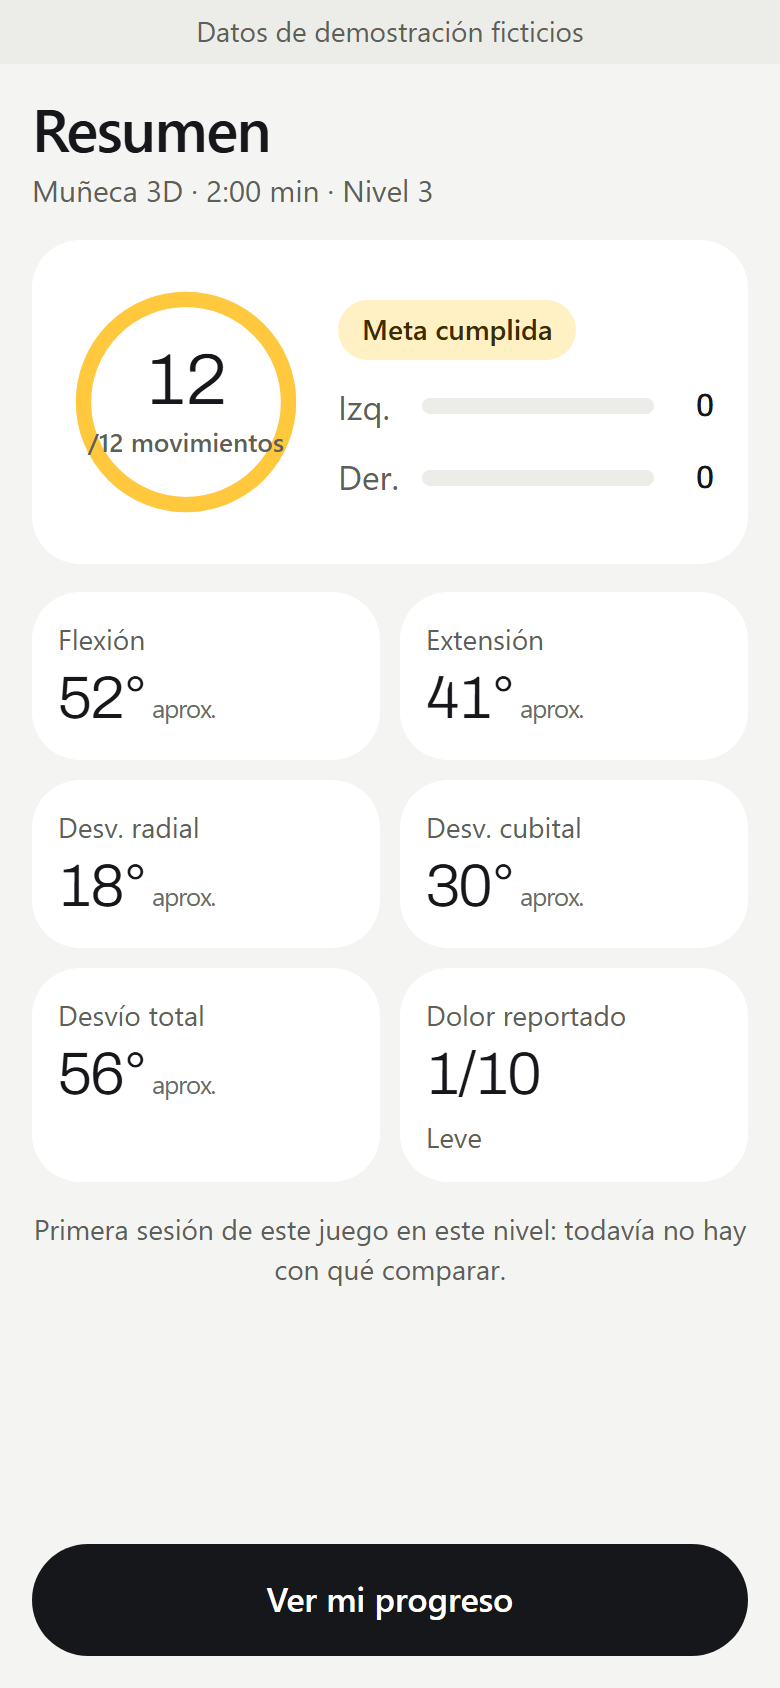 Datos de demostración ficticios
Resumen
Muñeca 3D · 2:00 min · Nivel 3
12
/12 movimientos
Meta cumplida
Izq. 0
Der. 0
Flexión
52° aprox.
Extensión
41° aprox.
Desv. radial
18° aprox.
Desv. cubital
30° aprox.
Desvío total
56° aprox.
Dolor reportado
1/10
Leve
Primera sesión de este juego en este nivel: todavía no hay
con qué comparar.
Ver mi progreso